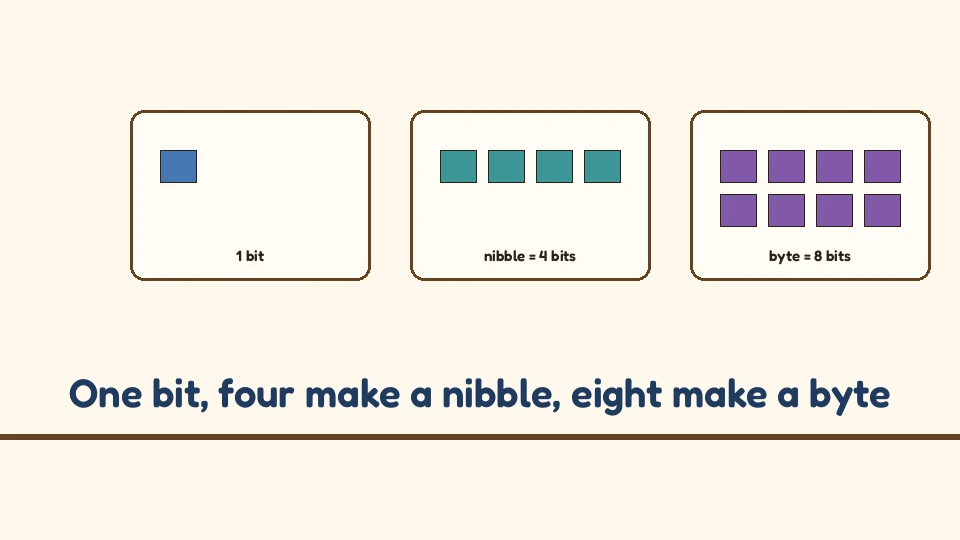 1 bit
nibble = 4 bits
byte = 8 bits
One bit, four make a nibble, eight make a byte